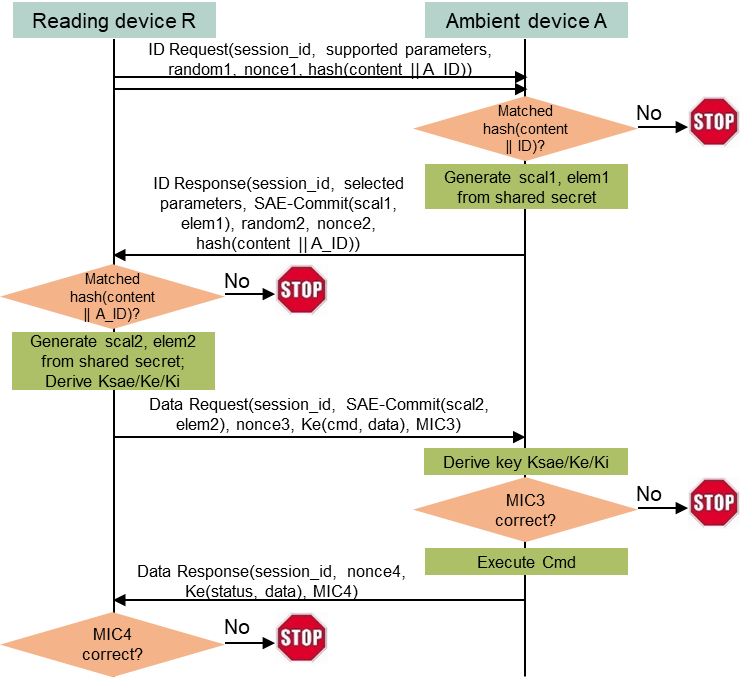 Reading device R
Ambient device A
ID Request(session_id, supported parameters,
random1, nonce1, hash(content || A_ID))
Matched
hash(content
|| ID)?
No
STOP
Generate scal1, elem1
from shared secret
ID Response(session_id, selected
parameters, SAE-Commit(scal1,
elem1), random2, nonce2,
hash(content || A_ID))
Matched
hash(content
|| A_ID)?
No
STOP
Generate scal2, elem2
from shared secret;
Derive Ksae/Ke/Ki
Data Request(session_id, SAE-Commit(scal2,
elem2), nonce3, Ke(cmd, data), MIC3)
Derive key Ksae/Ke/Ki
MIC3
correct?
No
STOP
Execute Cmd
Data Response(session_id, nonce4,
Ke(status, data), MIC4)
MIC4
correct?
No
STOP